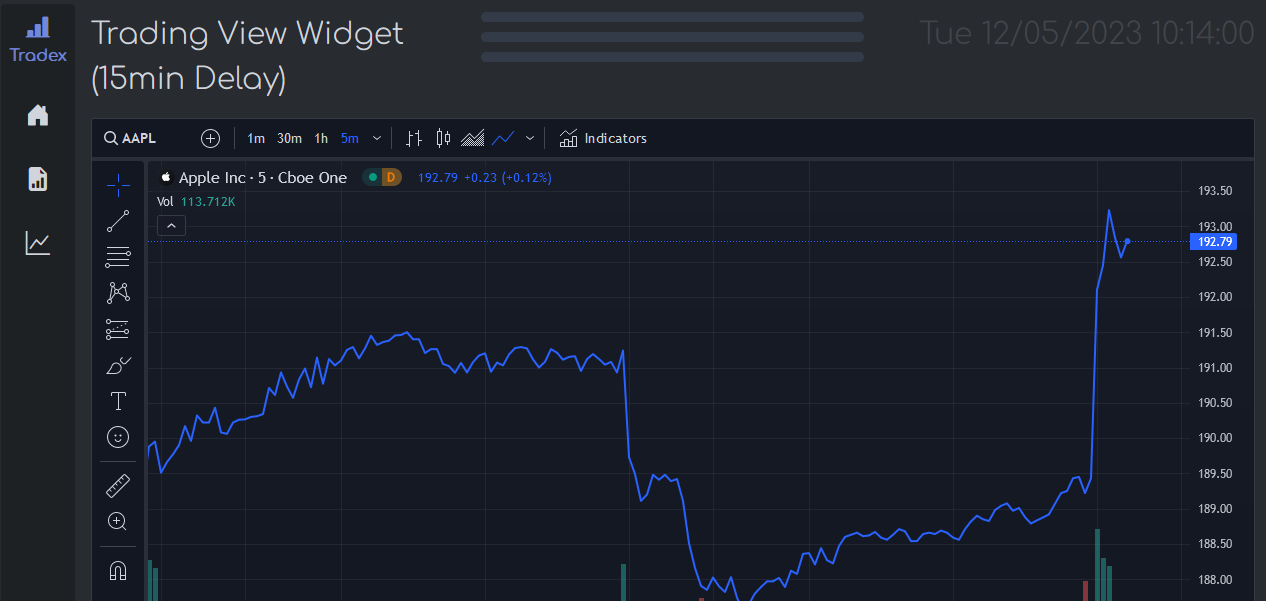 Tradex
Trading View Widget
(15min Delay)
Tue 12/05/2023 10:14:00
AAPL
1m 30m 1h 5m
Indicators
Apple Inc · 5 · Cboe One D 192.79 +0.23 (+0.12%)
Vol 113.712K
193.50
193.00
192.79
192.50
192.00
191.50
191.00
190.50
190.00
189.50
189.00
188.50
188.00
T